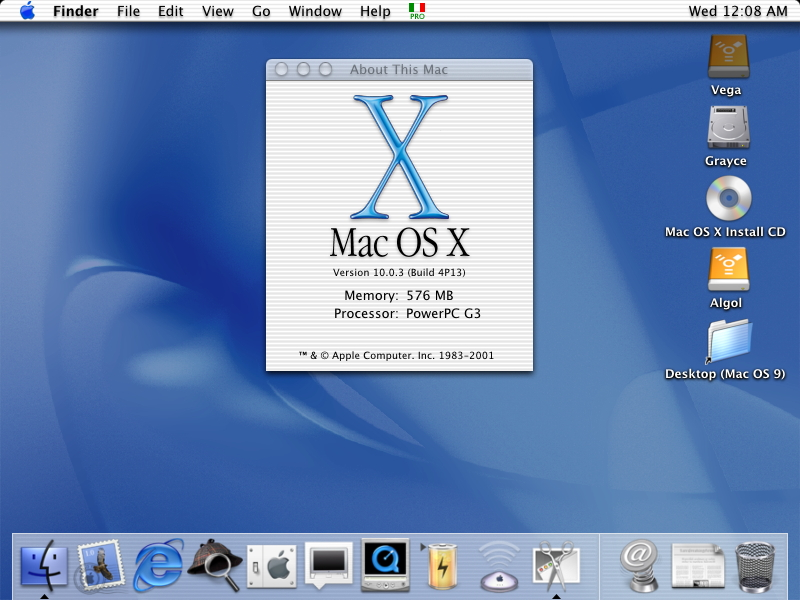 Finder File Edit View Go Window Help PRO Wed 12:08 AM
About This Mac
X
Mac OS X
Version 10.0.3 (Build 4P13)
Memory: 576 MB
Processor: PowerPC G3
™ & © Apple Computer. Inc. 1983-2001
Vega
Grayce
Mac OS X Install CD
Algol
Desktop (Mac OS 9)